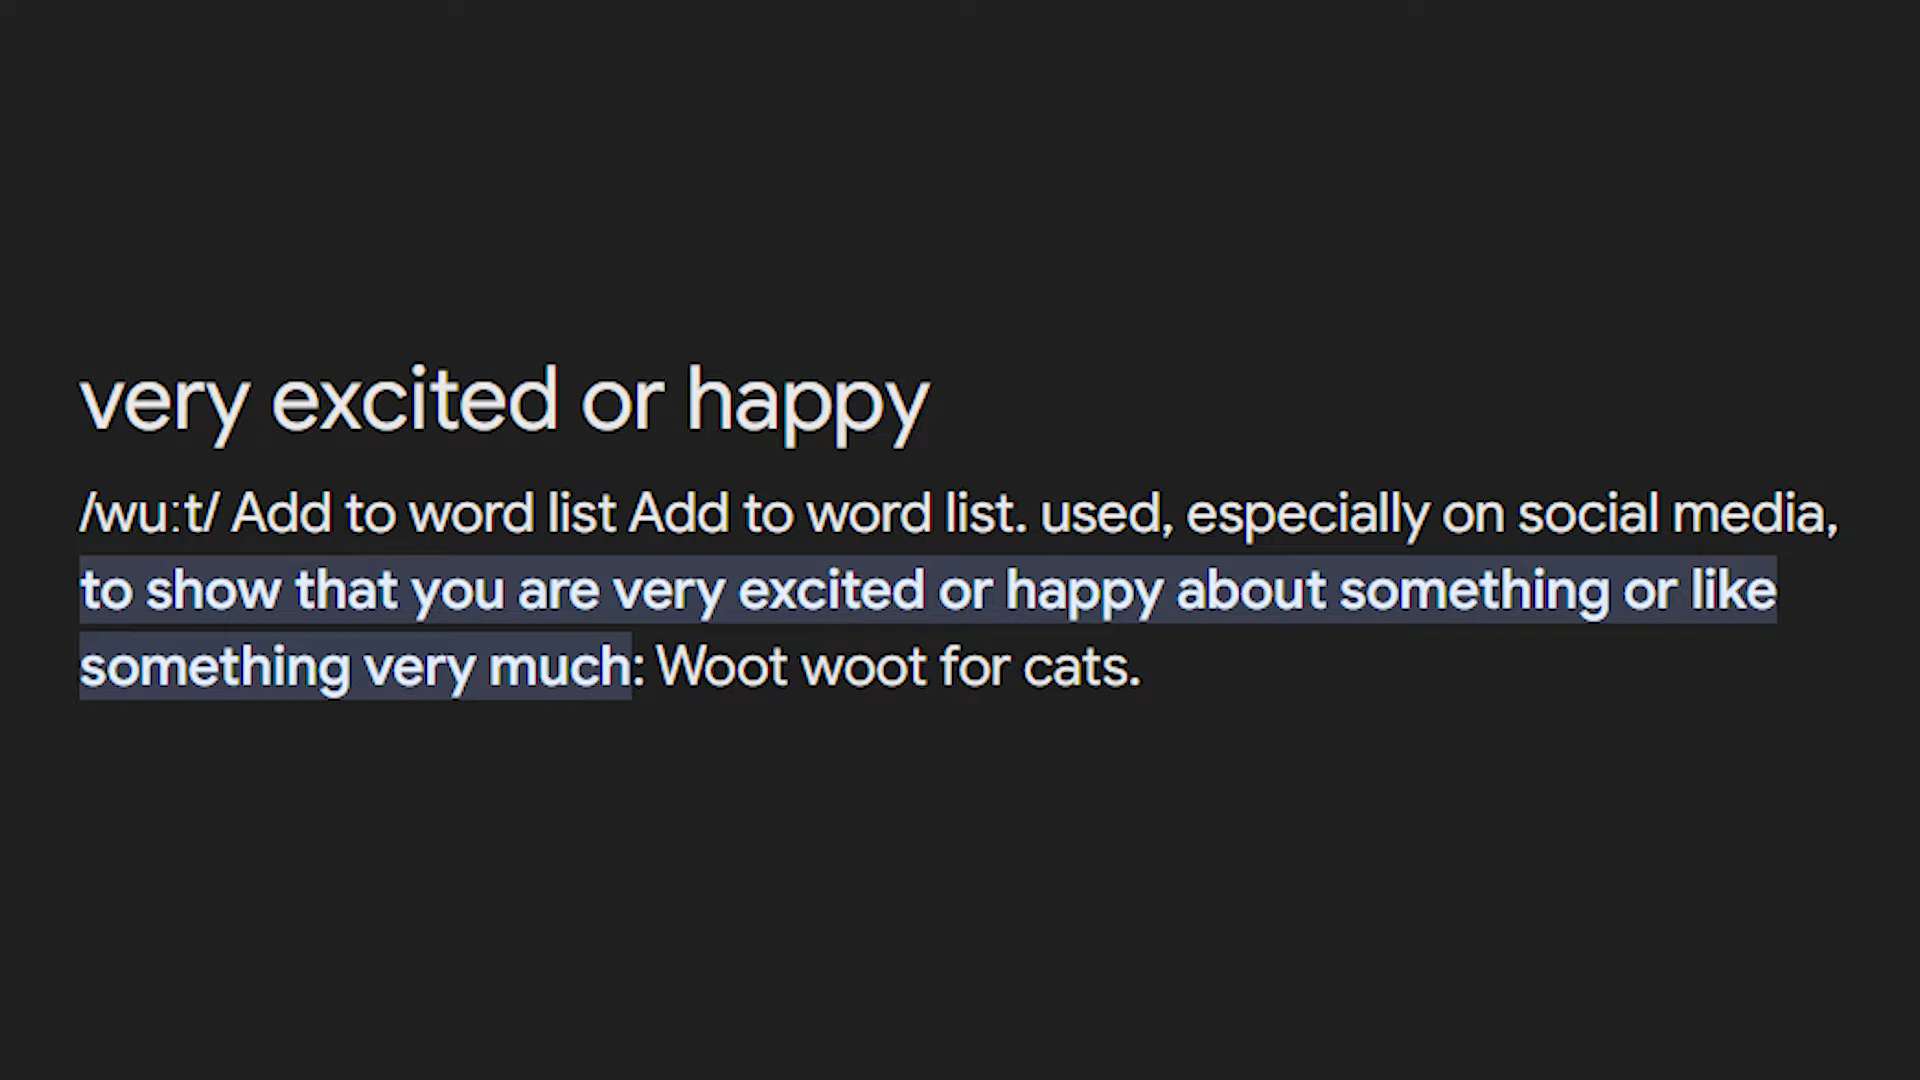 very excited or happy
/wuːt/ Add to word list Add to word list. used, especially on social media,
to show that you are very excited or happy about something or like
something very much: Woot woot for cats.